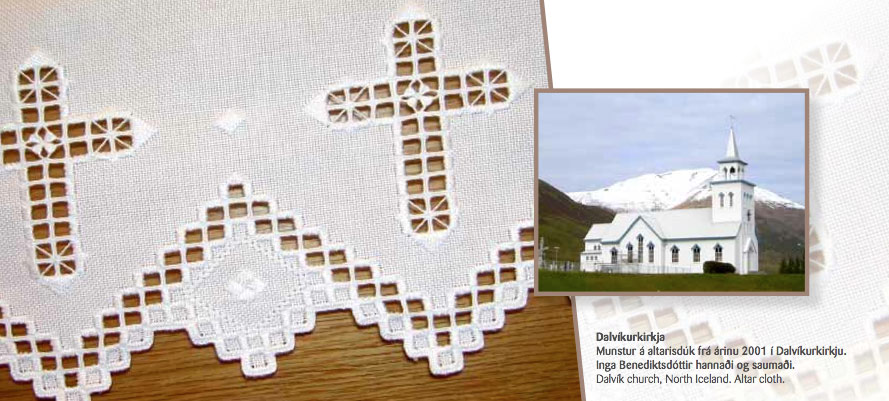 Dalvíkurkirkja
Munstur á altarisdúk frá árinu 2001 í Dalvíkurkirkju.
Inga Benediktsdóttir hannaði og saumaði.
Dalvík church, North Iceland. Altar cloth.